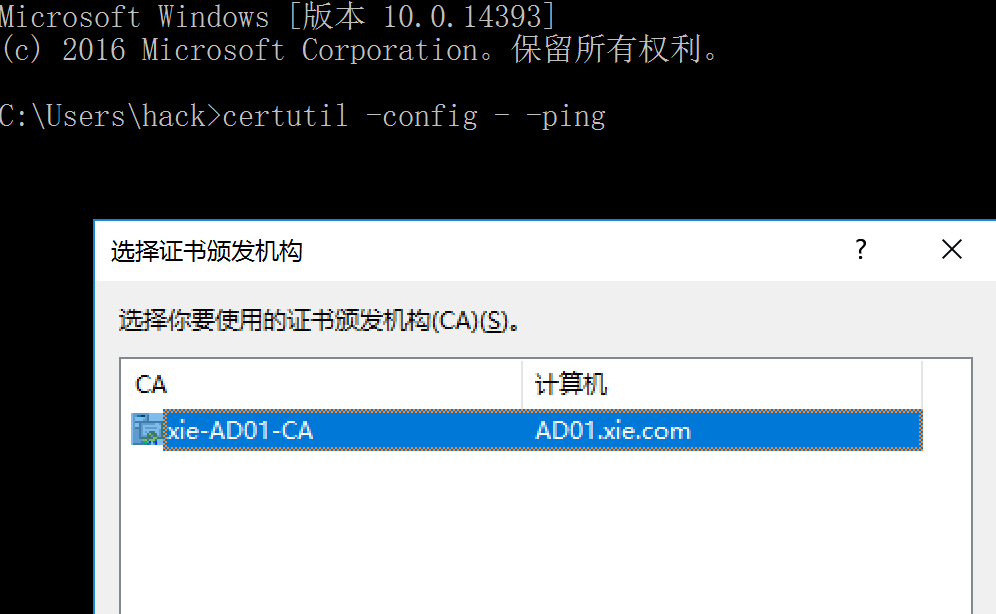 Microsoft Windows [版本 10.0.14393]
(c) 2016 Microsoft Corporation。保留所有权利。
C:\Users\hack>certutil -config - -ping
选择证书颁发机构
?
选择你要使用的证书颁发机构(CA)(S)。
CA 计算机
xie-AD01-CA AD01.xie.com